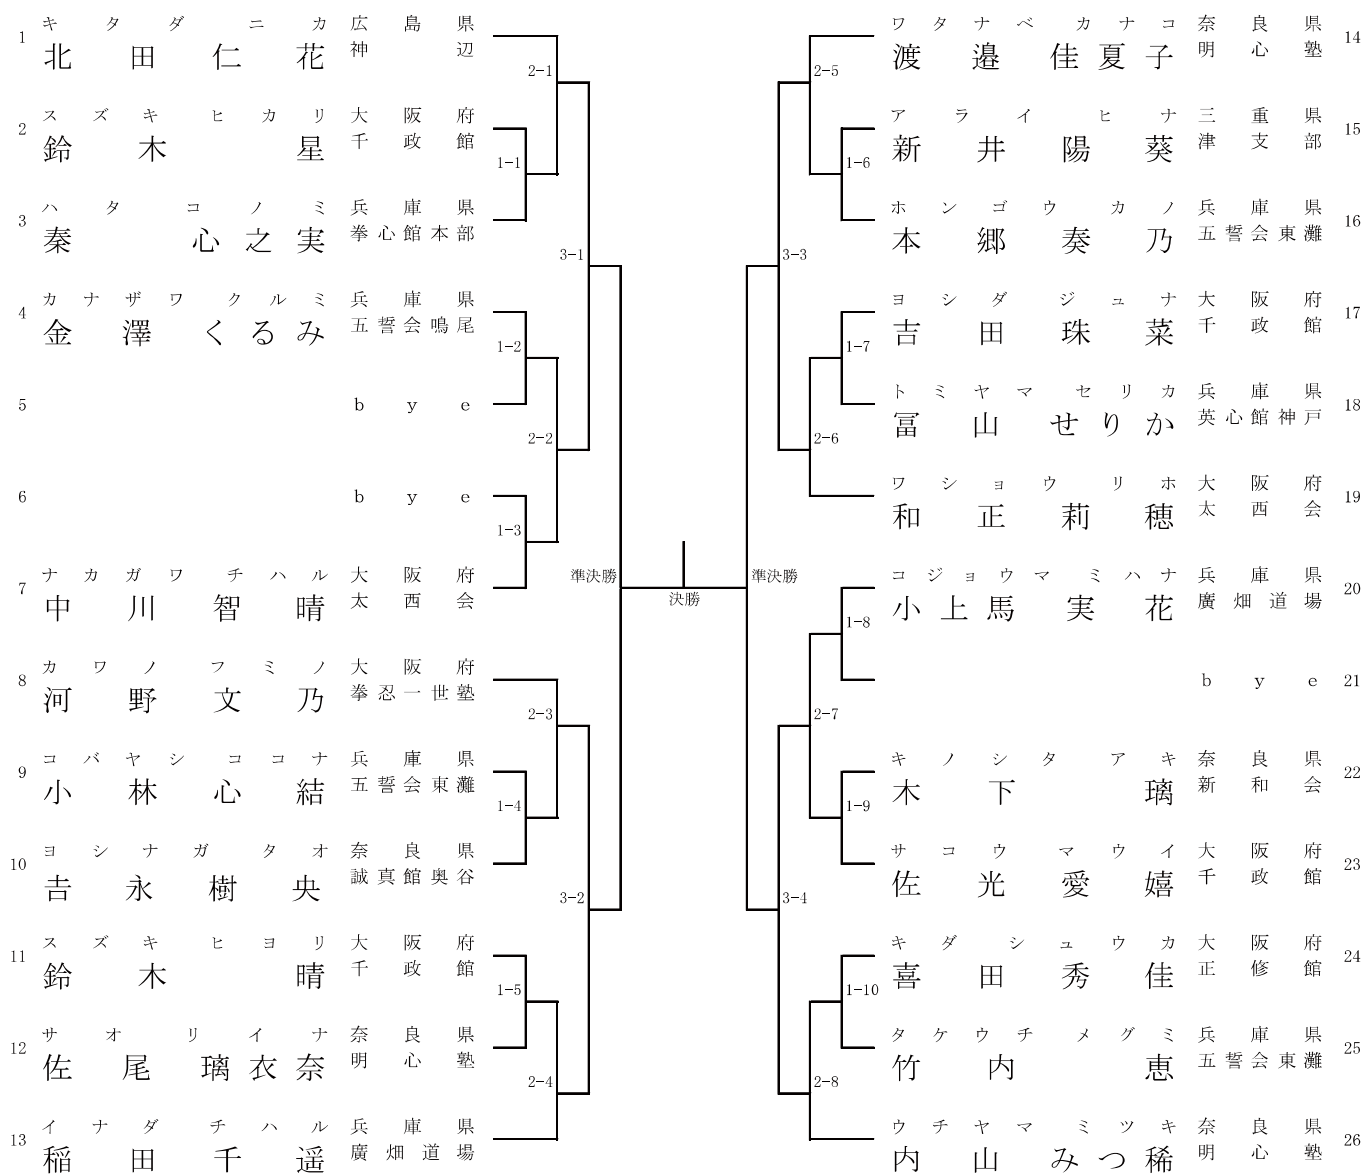 キタダ ニカ 広島県
1 北田仁花 神辺
2-1
スズキ ヒカリ 大阪府
2 鈴木 星 千政館
1-1
ハタ コノミ 兵庫県
3 秦 心之実 拳心館本部
3-1
カナザワ クルミ 兵庫県
4 金澤くるみ 五誓会鳴尾
1-2
5 bye
2-2
6 bye
1-3
ナカガワ チハル 大阪府
7 中川智晴 太西会
準決勝
カワノ フミノ 大阪府
8 河野文乃 拳忍一世塾
2-3
コバヤシ ココナ 兵庫県
9 小林心結 五誓会東灘
1-4
ヨシナガ タオ 奈良県
10 𠮷永樹央 誠真館奥谷
3-2
スズキ ヒヨリ 大阪府
11 鈴木 晴 千政館
1-5
サオ リイナ 奈良県
12 佐尾璃衣奈 明心塾
2-4
イナダ チハル 兵庫県
13 稲田千遥 廣畑道場
決勝
ワタナベ カナコ 奈良県
渡邉佳夏子 明心塾 14
2-5
アライ ヒナ 三重県
新井陽葵 津支部 15
1-6
ホンゴウ カノ 兵庫県
本郷奏乃 五誓会東灘 16
3-3
ヨシダ ジュナ 大阪府
吉田珠菜 千政館 17
1-7
トミヤマ セリカ 兵庫県
冨山せりか 英心館神戸 18
2-6
ワショウ リホ 大阪府
和正莉穂 太西会 19
準決勝
コジョウマ ミハナ 兵庫県
小上馬実花 廣畑道場 20
1-8
bye 21
2-7
キノシタ アキ 奈良県
木下 璃 新和会 22
1-9
サコウ マウイ 大阪府
佐光愛嬉 千政館 23
3-4
キダ シュウカ 大阪府
喜田秀佳 正修館 24
1-10
タケウチ メグミ 兵庫県
竹内 恵 五誓会東灘 25
2-8
ウチヤマ ミツキ 奈良県
内山みつ稀 明心塾 26